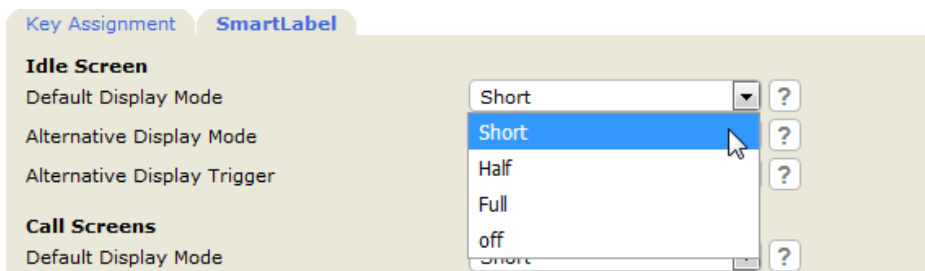 Key Assignment SmartLabel
Idle Screen
Default Display Mode Short ?
Alternative Display Mode Short ?
Alternative Display Trigger Half ?
Full
Call Screens
off
Default Display Mode Short ?